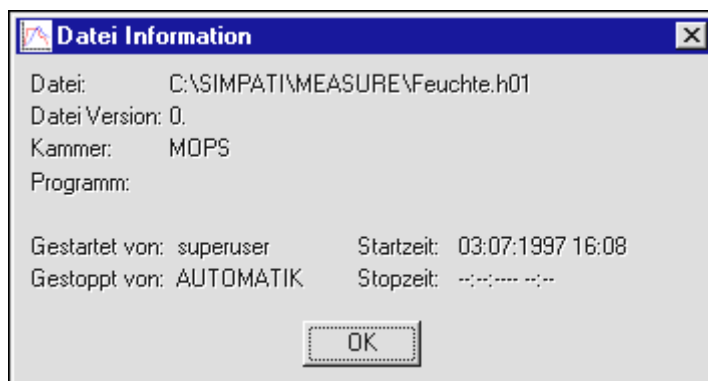 Datei Information
Datei: C:\SIMPATI\MEASURE\Feuchte.h01
Datei Version: 0.
Kammer: MOPS
Programm:
Gestartet von: superuser Startzeit: 03:07:1997 16:08
Gestoppt von: AUTOMATIK Stopzeit: --:--:---- --:--
OK